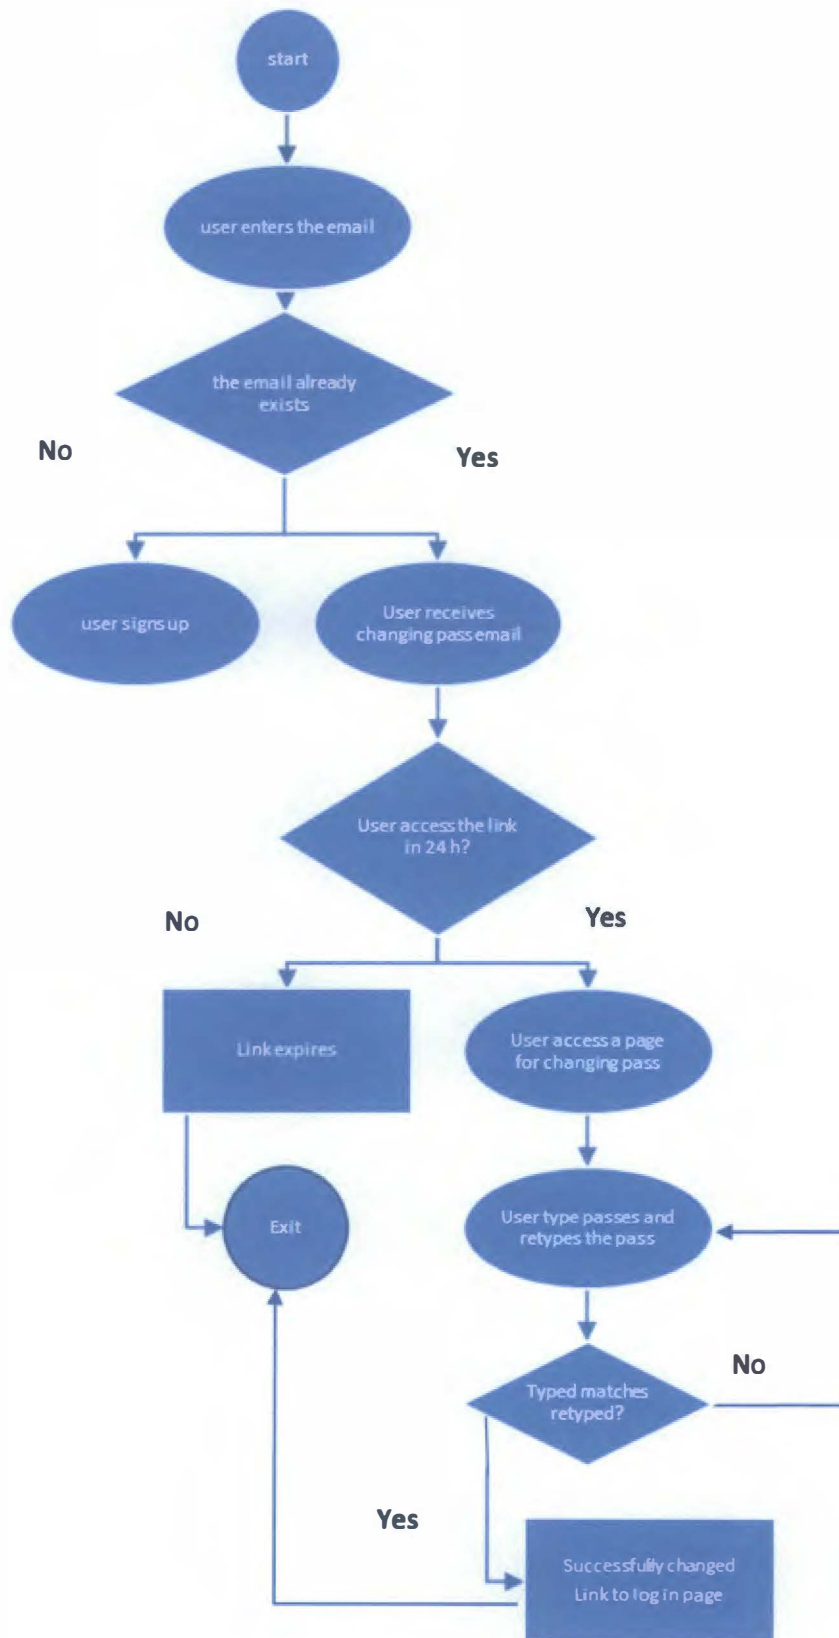 start
user enters the email
the email already
exists
No
Yes
user signs up
User receives
changing pass email
User access the link
in 24 h?
No
Yes
Link expires
User access a page
for changing pass
Exit
User type passes and
retypes the pass
Typed matches
retyped?
No
Yes
Successfully changed
Link to log in page